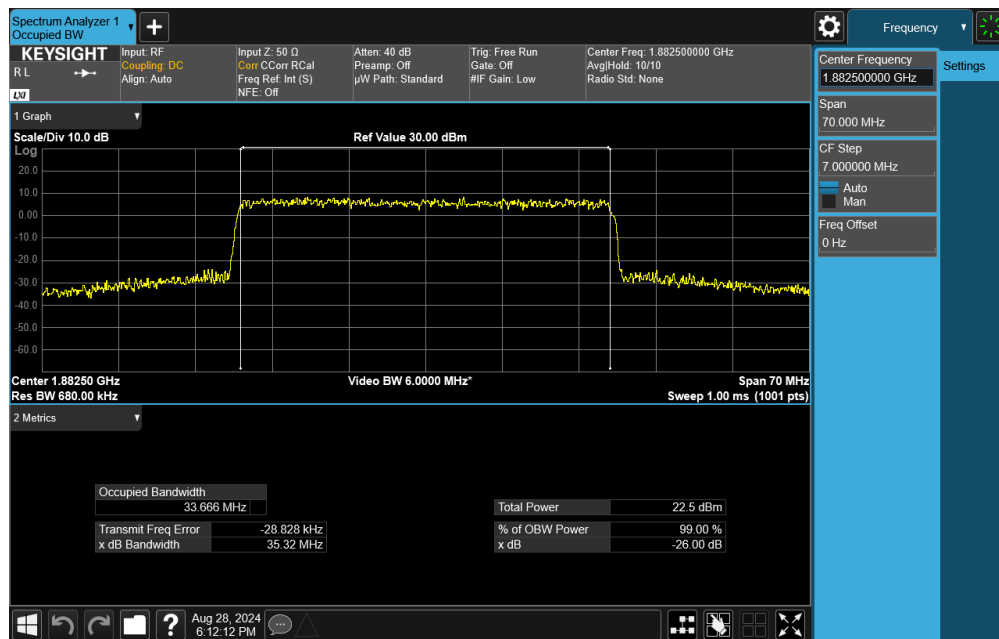 Spectrum Analyzer 1
Occupied BW
Frequency
KEYSIGHT
R L
LXI
Input: RF
Coupling: DC
Align: Auto
Input Z: 50 Ω
Corr CCorr RCal
Freq Ref: Int (S)
NFE: Off
Atten: 40 dB
Preamp: Off
µW Path: Standard
Trig: Free Run
Gate: Off
#IF Gain: Low
Center Freq: 1.882500000 GHz
Avg|Hold: 10/10
Radio Std: None
Center Frequency
1.882500000 GHz
Settings
Span
70.000 MHz
CF Step
7.000000 MHz
Auto
Man
Freq Offset
0 Hz
1 Graph
Scale/Div 10.0 dB
Ref Value 30.00 dBm
Log
20.0
10.0
0.00
-10.0
-20.0
-30.0
-40.0
-50.0
-60.0
Center 1.88250 GHz
Video BW 6.0000 MHz*
Span 70 MHz
Res BW 680.00 kHz
Sweep 1.00 ms (1001 pts)
2 Metrics
Occupied Bandwidth
33.666 MHz
Total Power 22.5 dBm
Transmit Freq Error -28.828 kHz
% of OBW Power 99.00 %
x dB Bandwidth 35.32 MHz
x dB -26.00 dB
Aug 28, 2024
6:12:12 PM